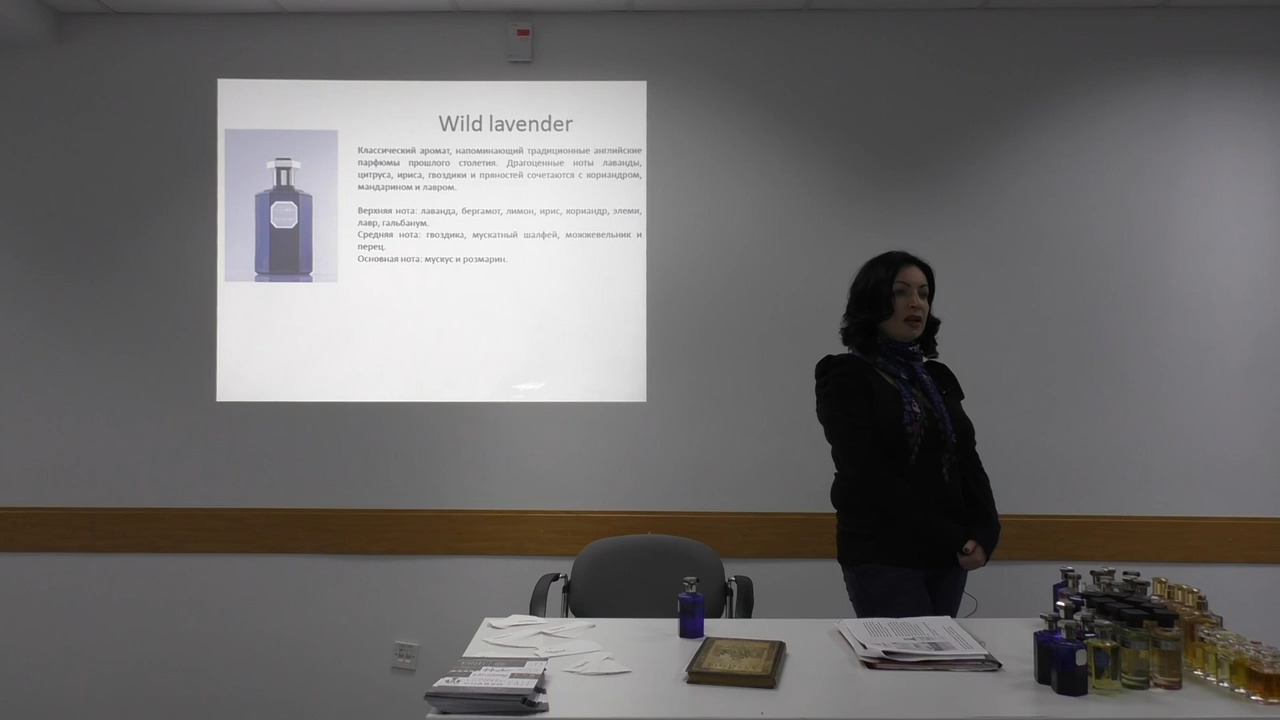 Wild lavender
Классический аромат, напоминающий традиционные английские
парфюмы прошлого столетия. Драгоценные ноты лаванды,
цитруса, ириса, гвоздики и пряностей сочетаются с кориандром,
мандарином и лавром.
Верхняя нота: лаванда, бергамот, лимон, ирис, кориандр, элеми,
лавр, гальбанум.
Средняя нота: гвоздика, мускатный шалфей, можжевельник и
перец.
Основная нота: мускус и розмарин.